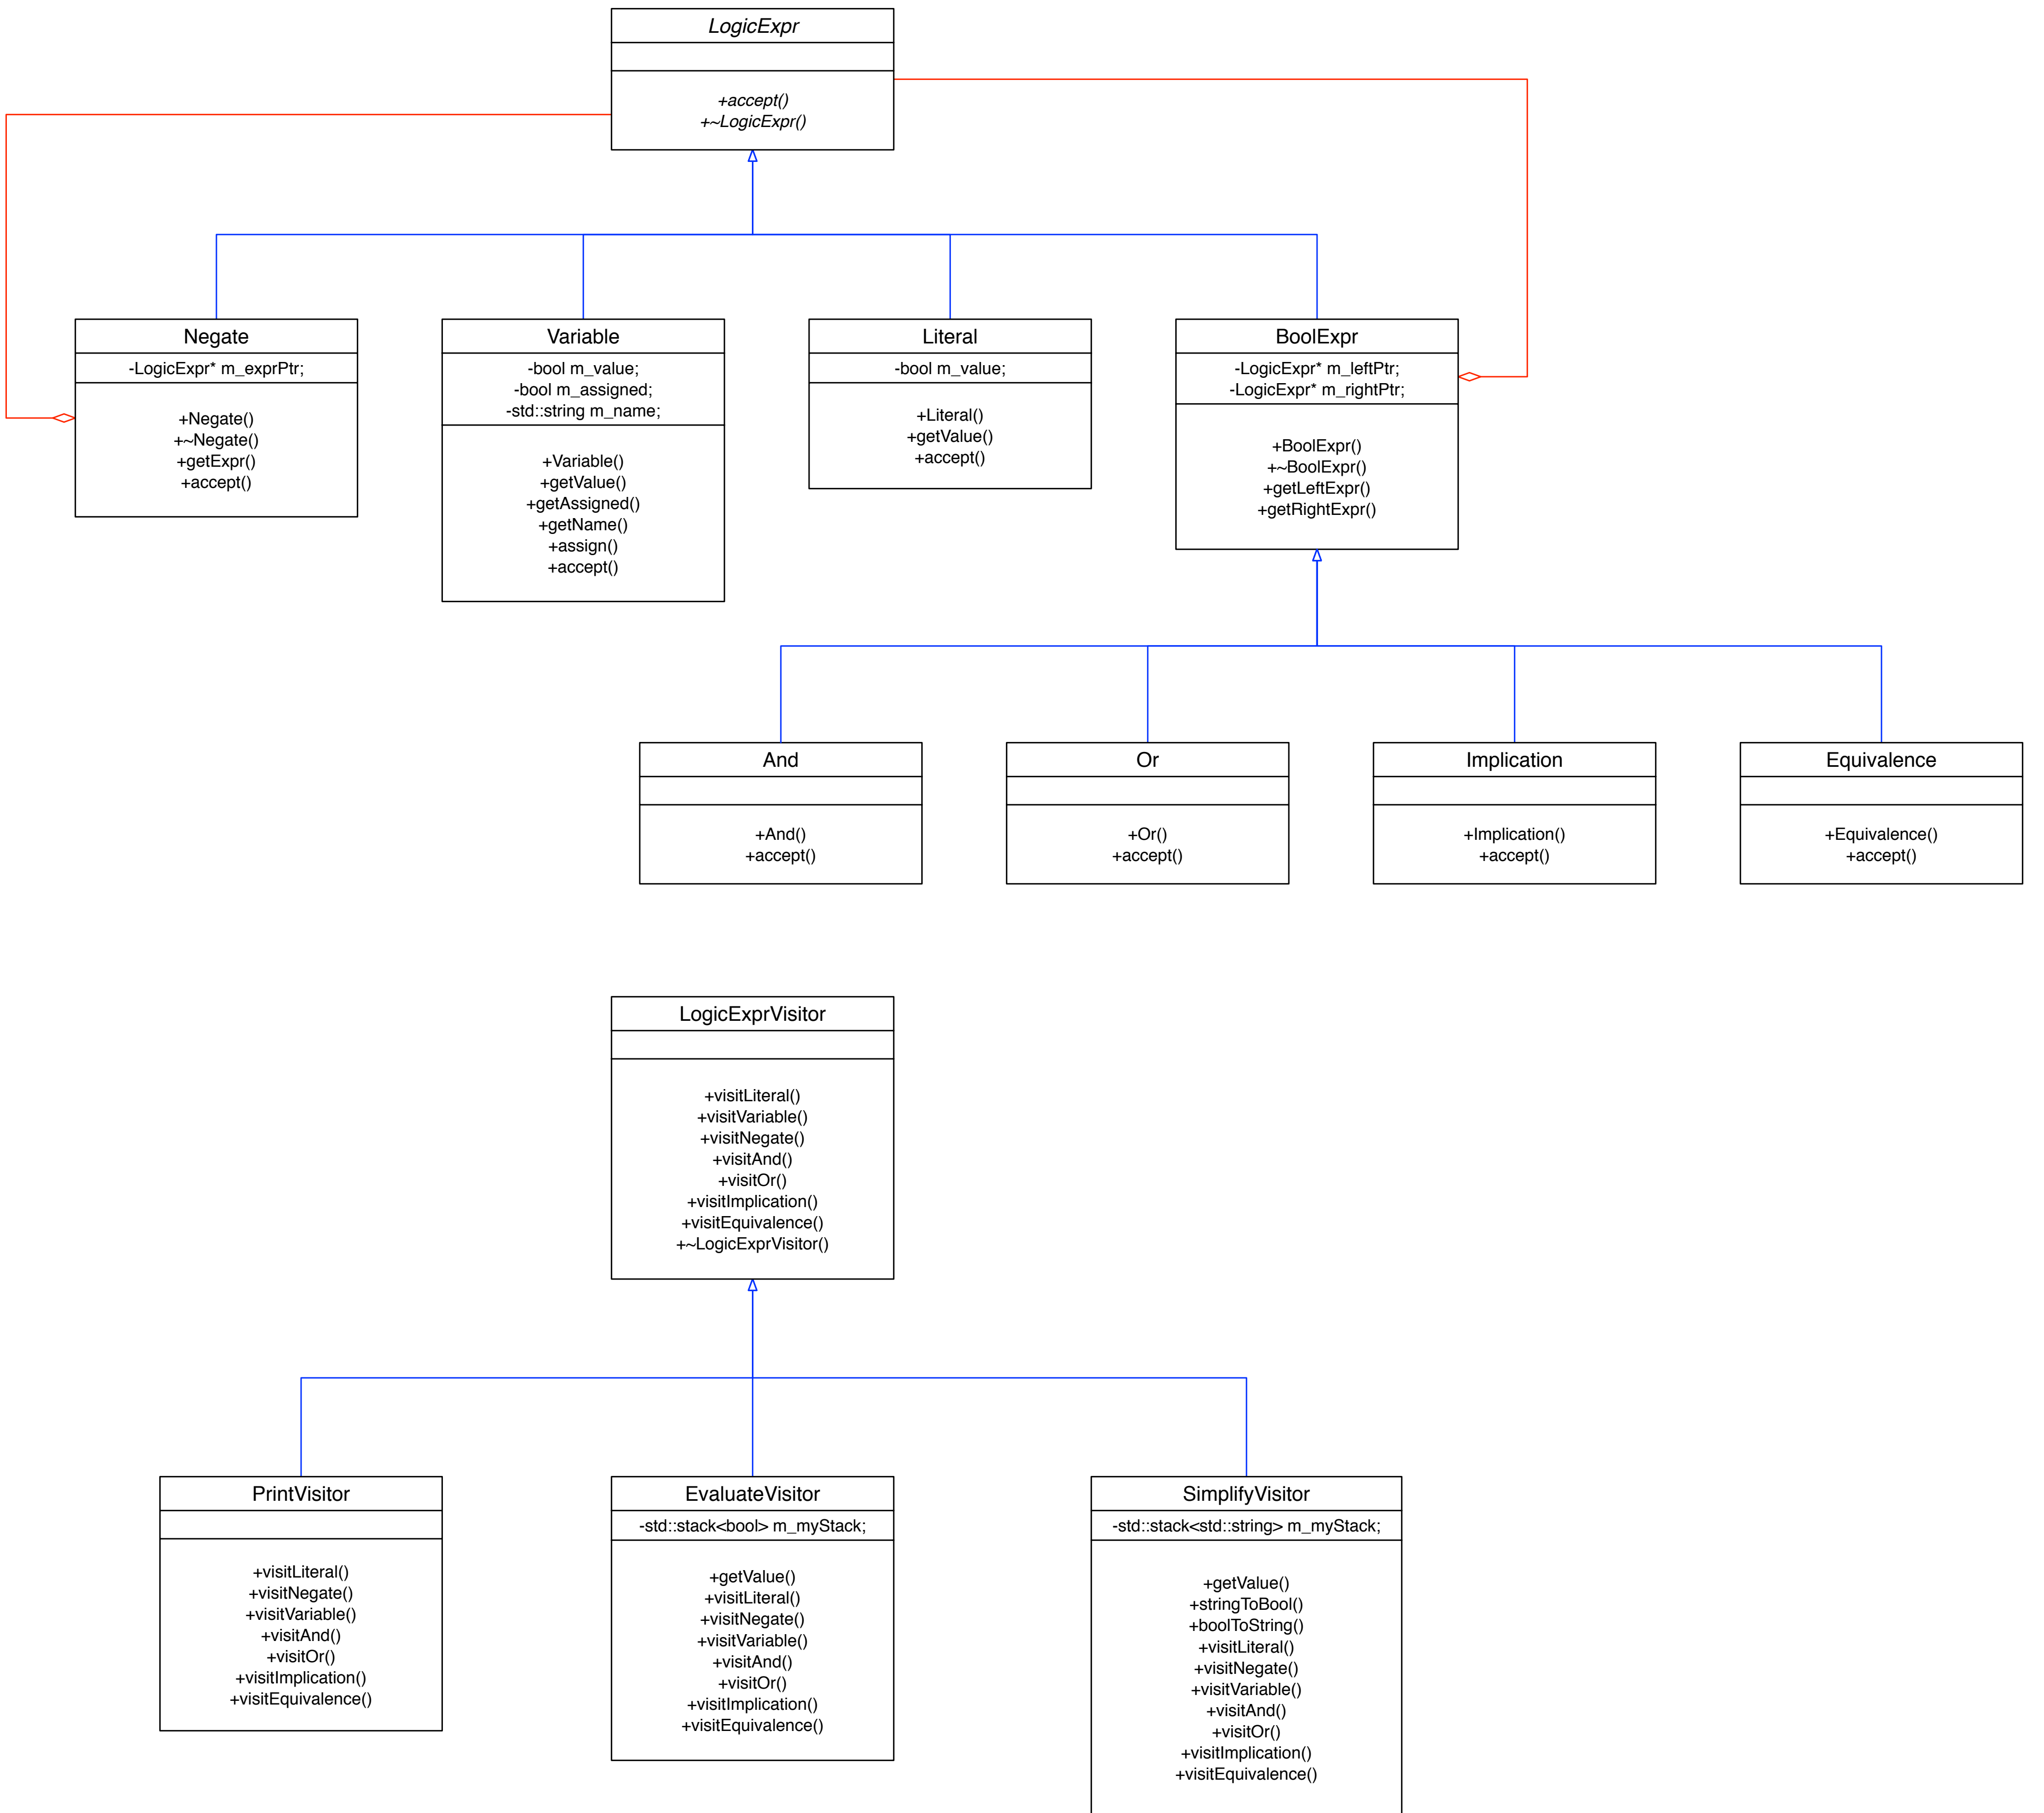 LogicExpr
+accept()
+~LogicExpr()
Negate
-LogicExpr* m_exprPtr;
+Negate()
+~Negate()
+getExpr()
+accept()
Variable
-bool m_value;
-bool m_assigned;
-std::string m_name;
+Variable()
+getValue()
+getAssigned()
+getName()
+assign()
+accept()
Literal
-bool m_value;
+Literal()
+getValue()
+accept()
BoolExpr
-LogicExpr* m_leftPtr;
-LogicExpr* m_rightPtr;
+BoolExpr()
+~BoolExpr()
+getLeftExpr()
+getRightExpr()
And
+And()
+accept()
Or
+Or()
+accept()
Implication
+Implication()
+accept()
Equivalence
+Equivalence()
+accept()
LogicExprVisitor
+visitLiteral()
+visitVariable()
+visitNegate()
+visitAnd()
+visitOr()
+visitImplication()
+visitEquivalence()
+~LogicExprVisitor()
PrintVisitor
+visitLiteral()
+visitNegate()
+visitVariable()
+visitAnd()
+visitOr()
+visitImplication()
+visitEquivalence()
EvaluateVisitor
-std::stack<bool> m_myStack;
+getValue()
+visitLiteral()
+visitNegate()
+visitVariable()
+visitAnd()
+visitOr()
+visitImplication()
+visitEquivalence()
SimplifyVisitor
-std::stack<std::string> m_myStack;
+getValue()
+stringToBool()
+boolToString()
+visitLiteral()
+visitNegate()
+visitVariable()
+visitAnd()
+visitOr()
+visitImplication()
+visitEquivalence()